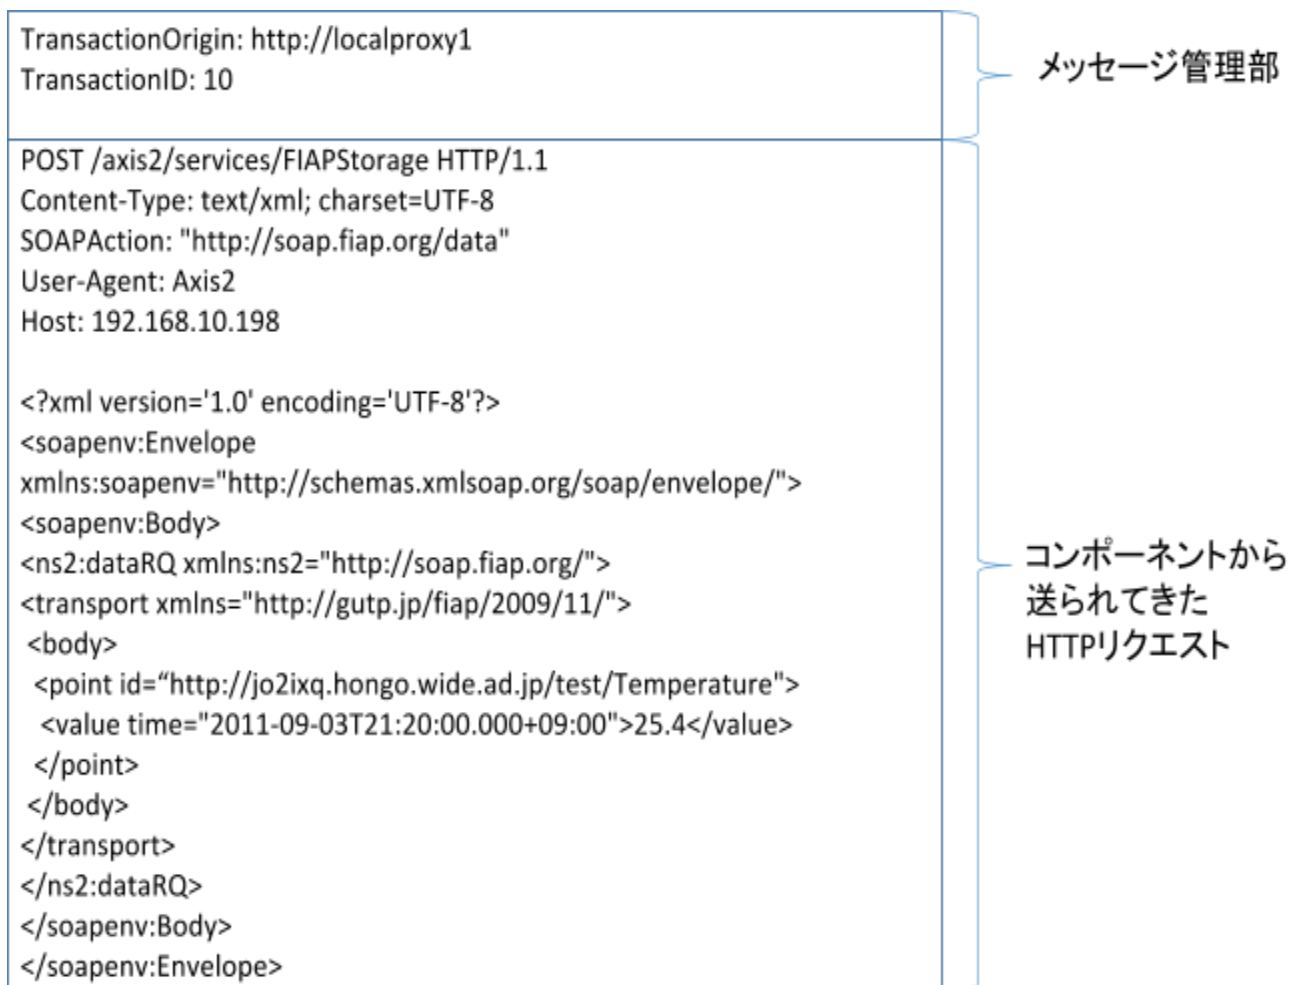 TransactionOrigin: http://localproxy1
TransactionID: 10
メッセージ管理部
POST /axis2/services/FIAPStorage HTTP/1.1
Content-Type: text/xml; charset=UTF-8
SOAPAction: "http://soap.fiap.org/data"
User-Agent: Axis2
Host: 192.168.10.198
<?xml version='1.0' encoding='UTF-8'?>
<soapenv:Envelope
xmlns:soapenv="http://schemas.xmlsoap.org/soap/envelope/">
<soapenv:Body>
<ns2:dataRQ xmlns:ns2="http://soap.fiap.org/">
<transport xmlns="http://gutp.jp/fiap/2009/11/">
<body>
<point id=“http://jo2ixq.hongo.wide.ad.jp/test/Temperature">
<value time="2011-09-03T21:20:00.000+09:00">25.4</value>
</point>
</body>
</transport>
</ns2:dataRQ>
</soapenv:Body>
</soapenv:Envelope>
コンポーネントから
送られてきた
HTTPリクエスト